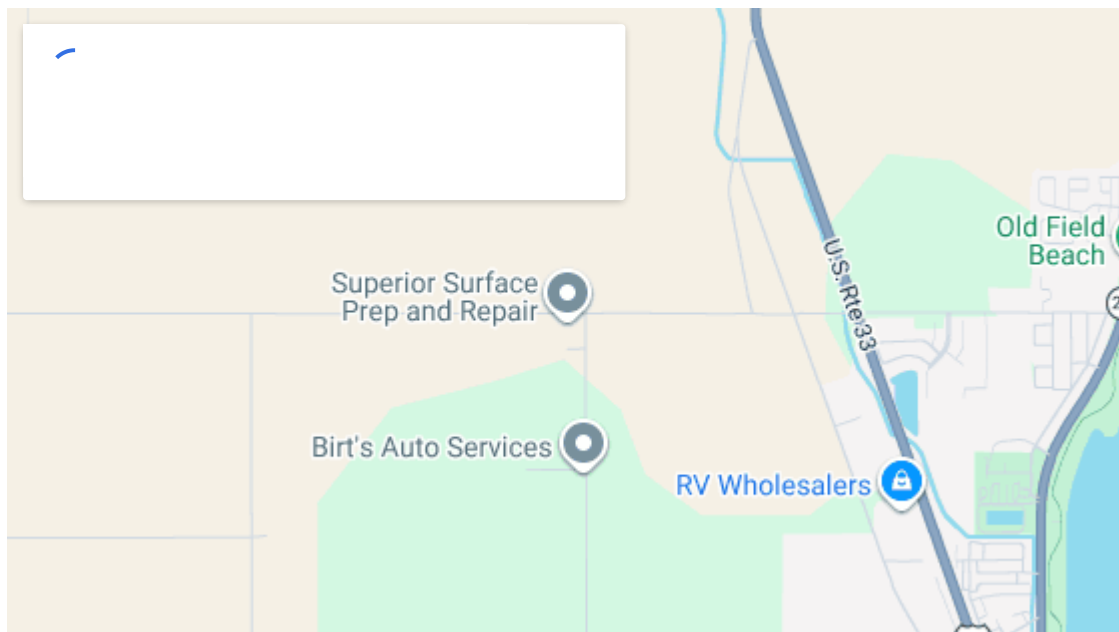 Old Field
Beach
U.S. Rte 33
Superior Surface
Prep and Repair
Birt's Auto Services
RV Wholesalers